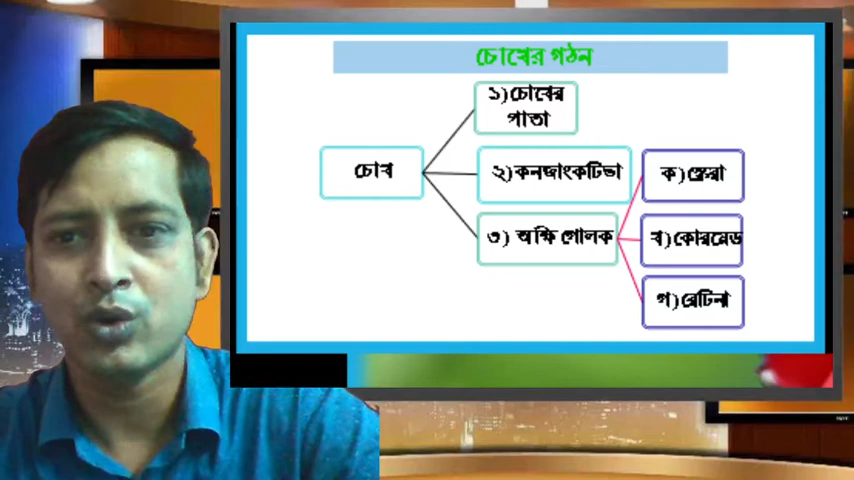 চোখের গঠন
১)চোখের
পাতা
চোখ
২)কনজাংকটিভা
৩) অক্ষি গোলক
ক)স্ক্লেরা
খ)কোরয়েড
গ)রেটিনা